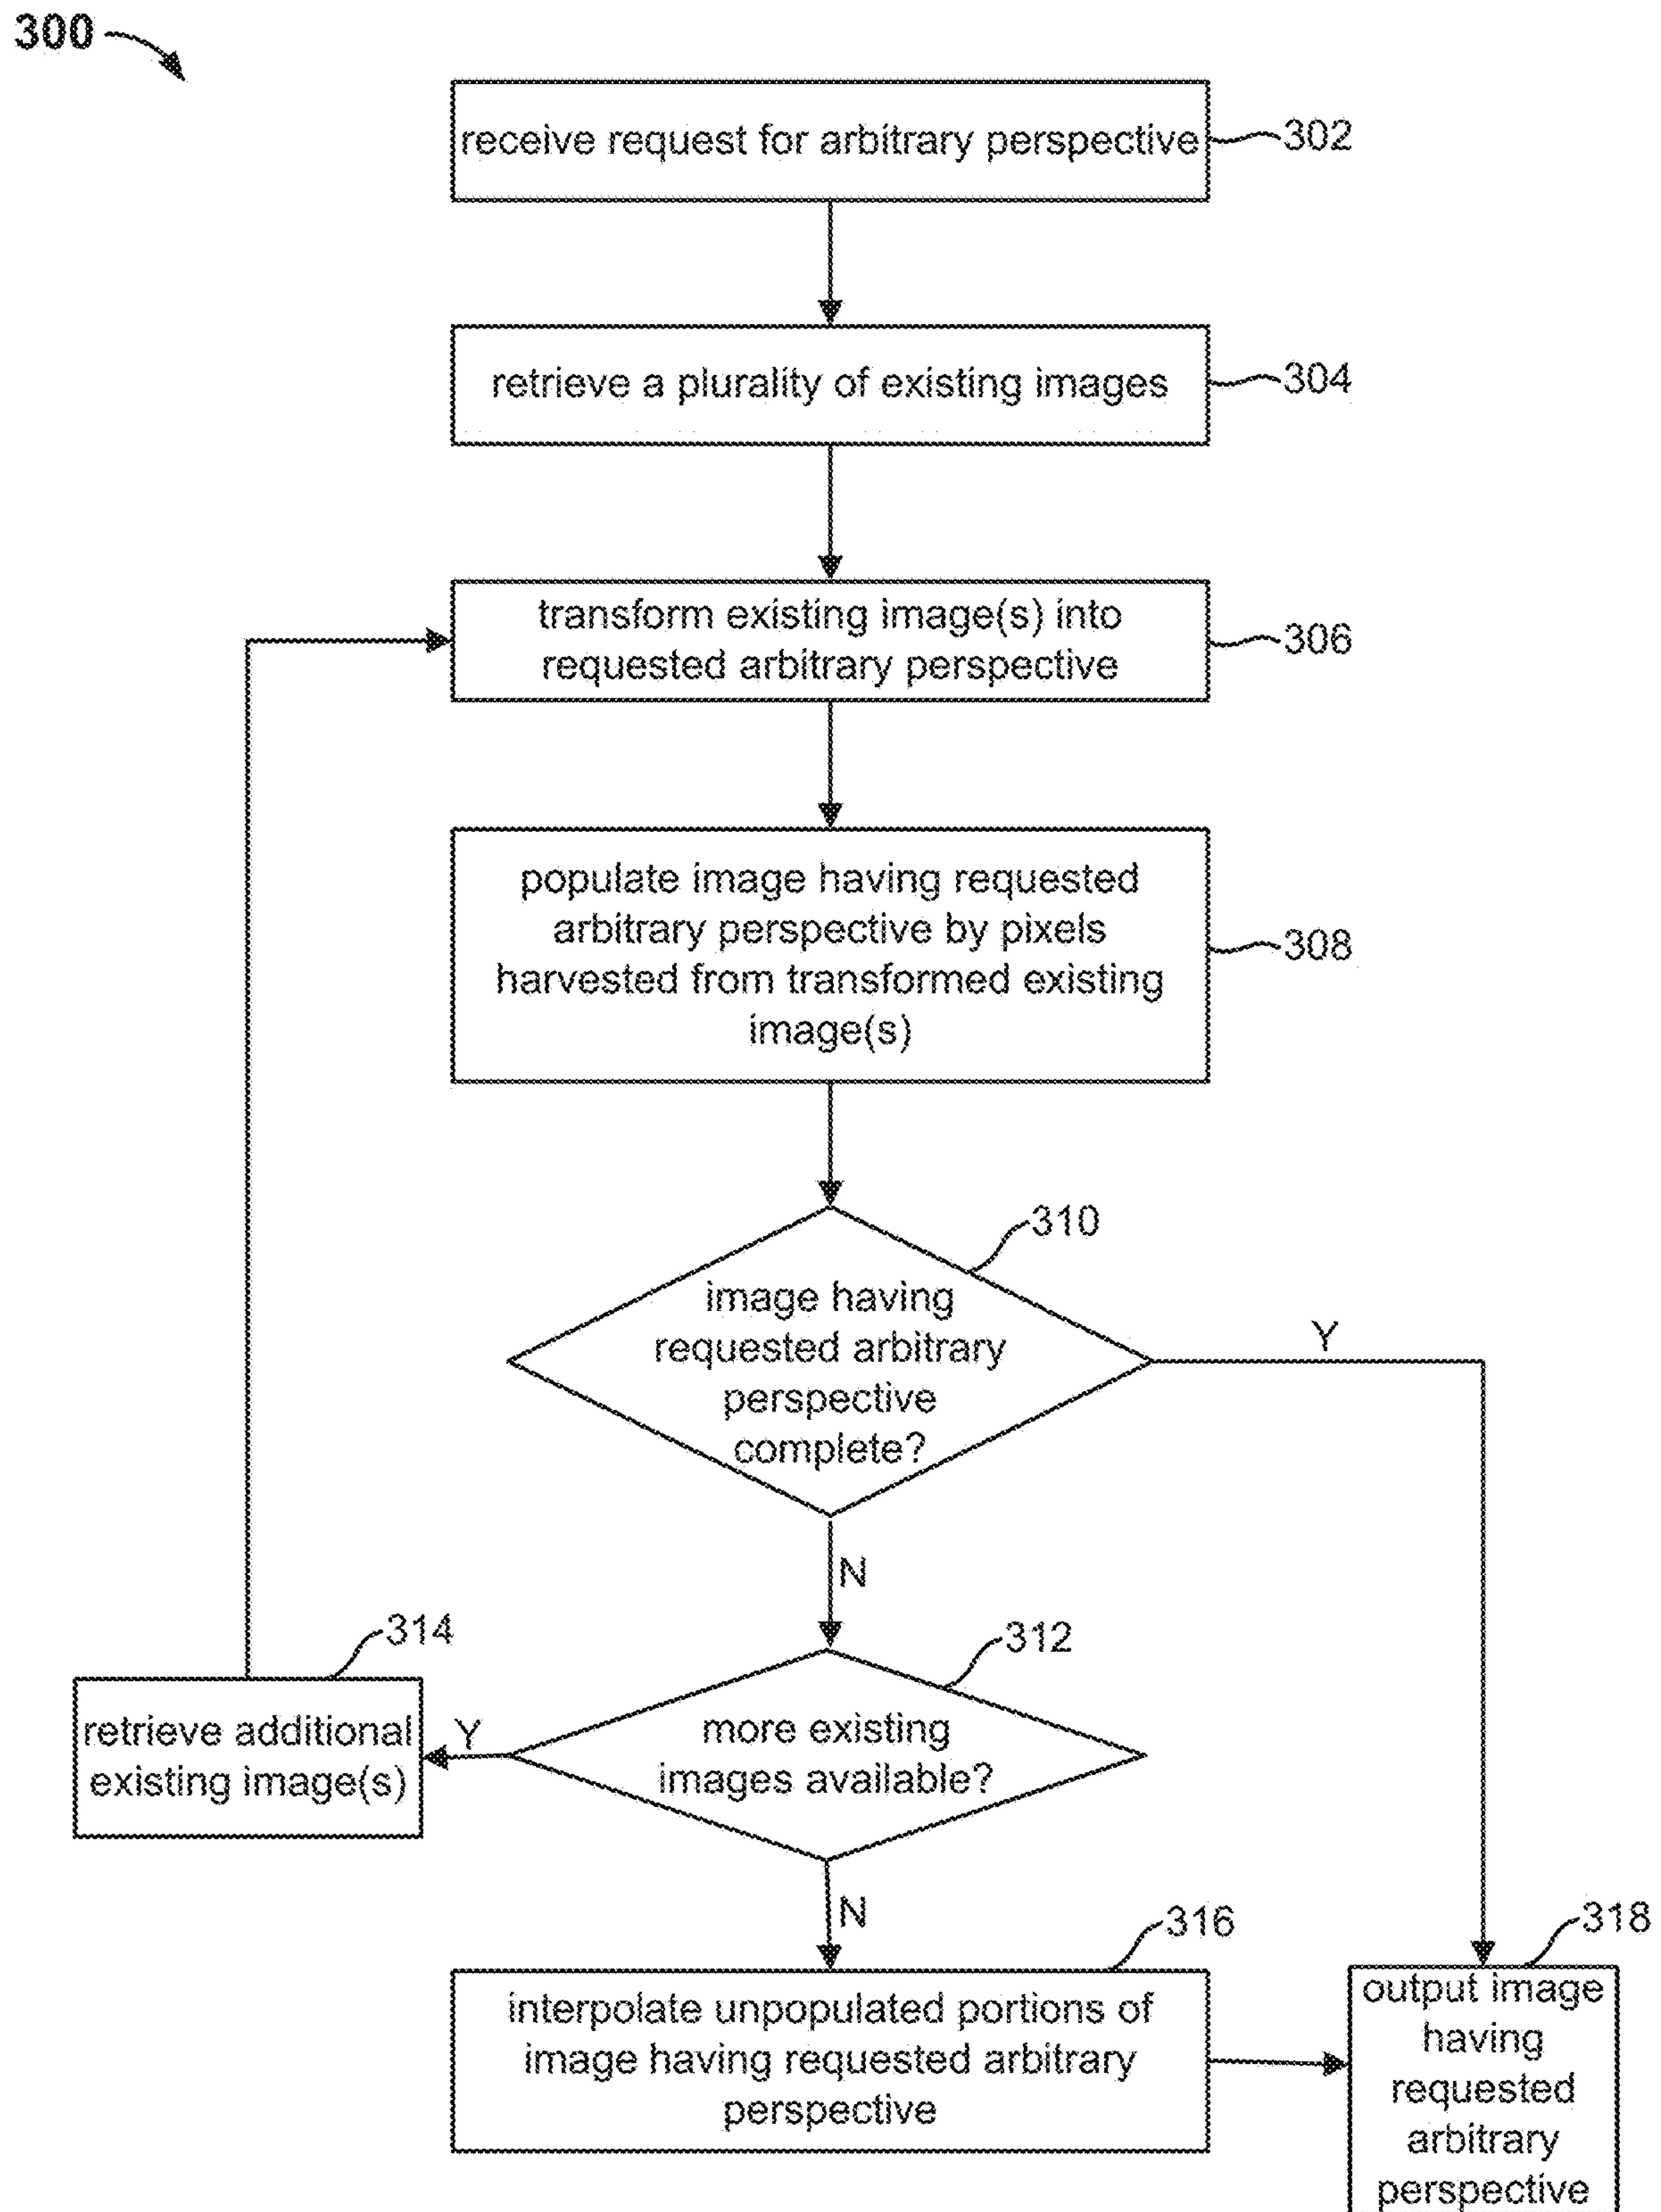 300
receive request for arbitrary perspective
302
retrieve a plurality of existing images
304
transform existing image(s) into
requested arbitrary perspective
306
populate image having requested
arbitrary perspective by pixels
harvested from transformed existing
image(s)
308
310
image having
requested arbitrary
perspective
complete?
Y
N
314
312
retrieve additional
existing image(s)
Y
more existing
images available?
N
316
318
interpolate unpopulated portions of
image having requested arbitrary
perspective
output image
having
requested
arbitrary
perspective